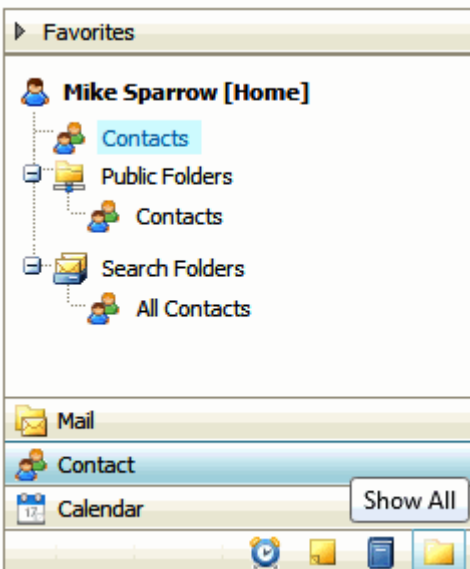 Favorites
Mike Sparrow [Home]
Contacts
Public Folders
Contacts
Search Folders
All Contacts
Mail
Contact
Calendar
Show All